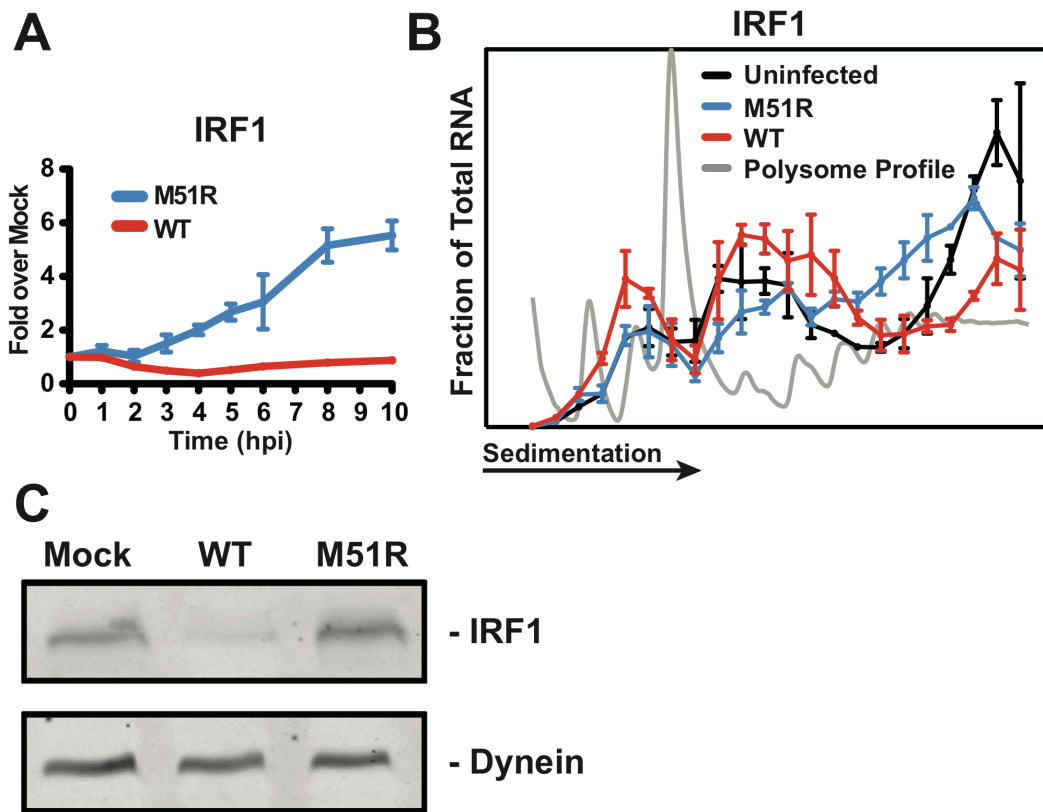 A
IRF1
Fold over Mock
8
6
4
2
0
M51R
WT
0 1 2 3 4 5 6 7 8 9 10
Time (hpi)
B
IRF1
Fraction of Total RNA
Uninfected
M51R
WT
Polysome Profile
Sedimentation
C
Mock WT M51R
- IRF1
- Dynein